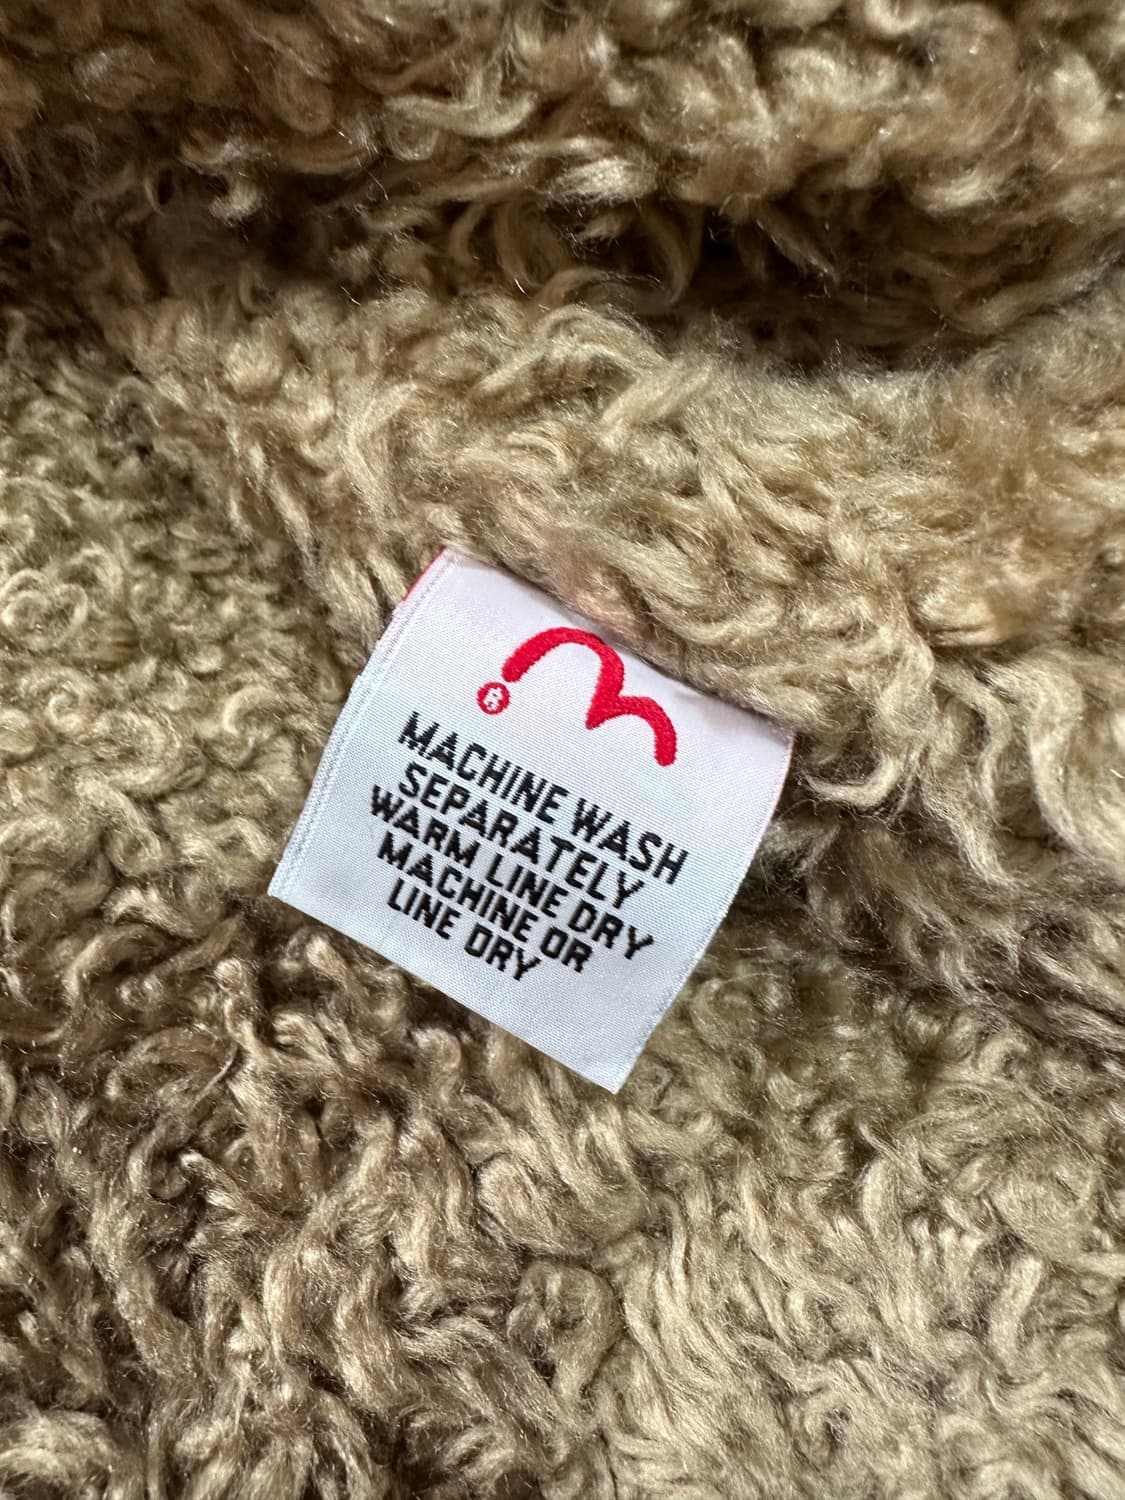 ®
MACHINE WASH
SEPARATELY
WARM LINE DRY
MACHINE OR
LINE DRY